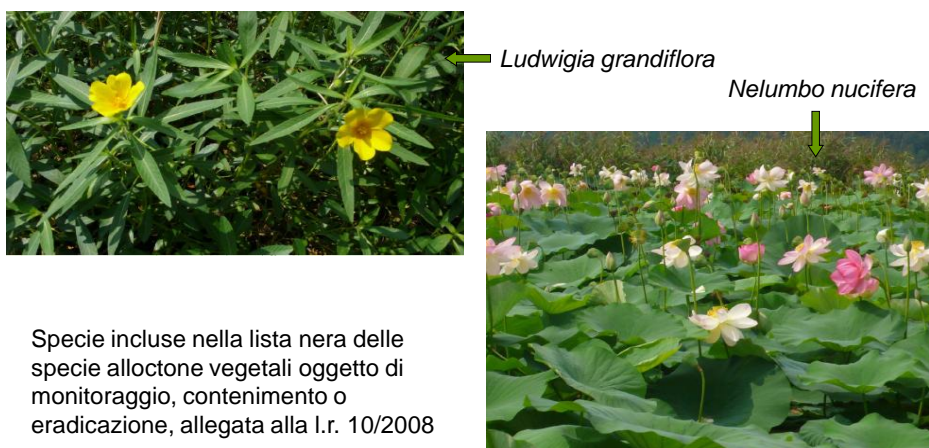 Ludwigia grandiflora
Nelumbo nucifera
Specie incluse nella lista nera delle
specie alloctone vegetali oggetto di
monitoraggio, contenimento o
eradicazione, allegata alla l.r. 10/2008